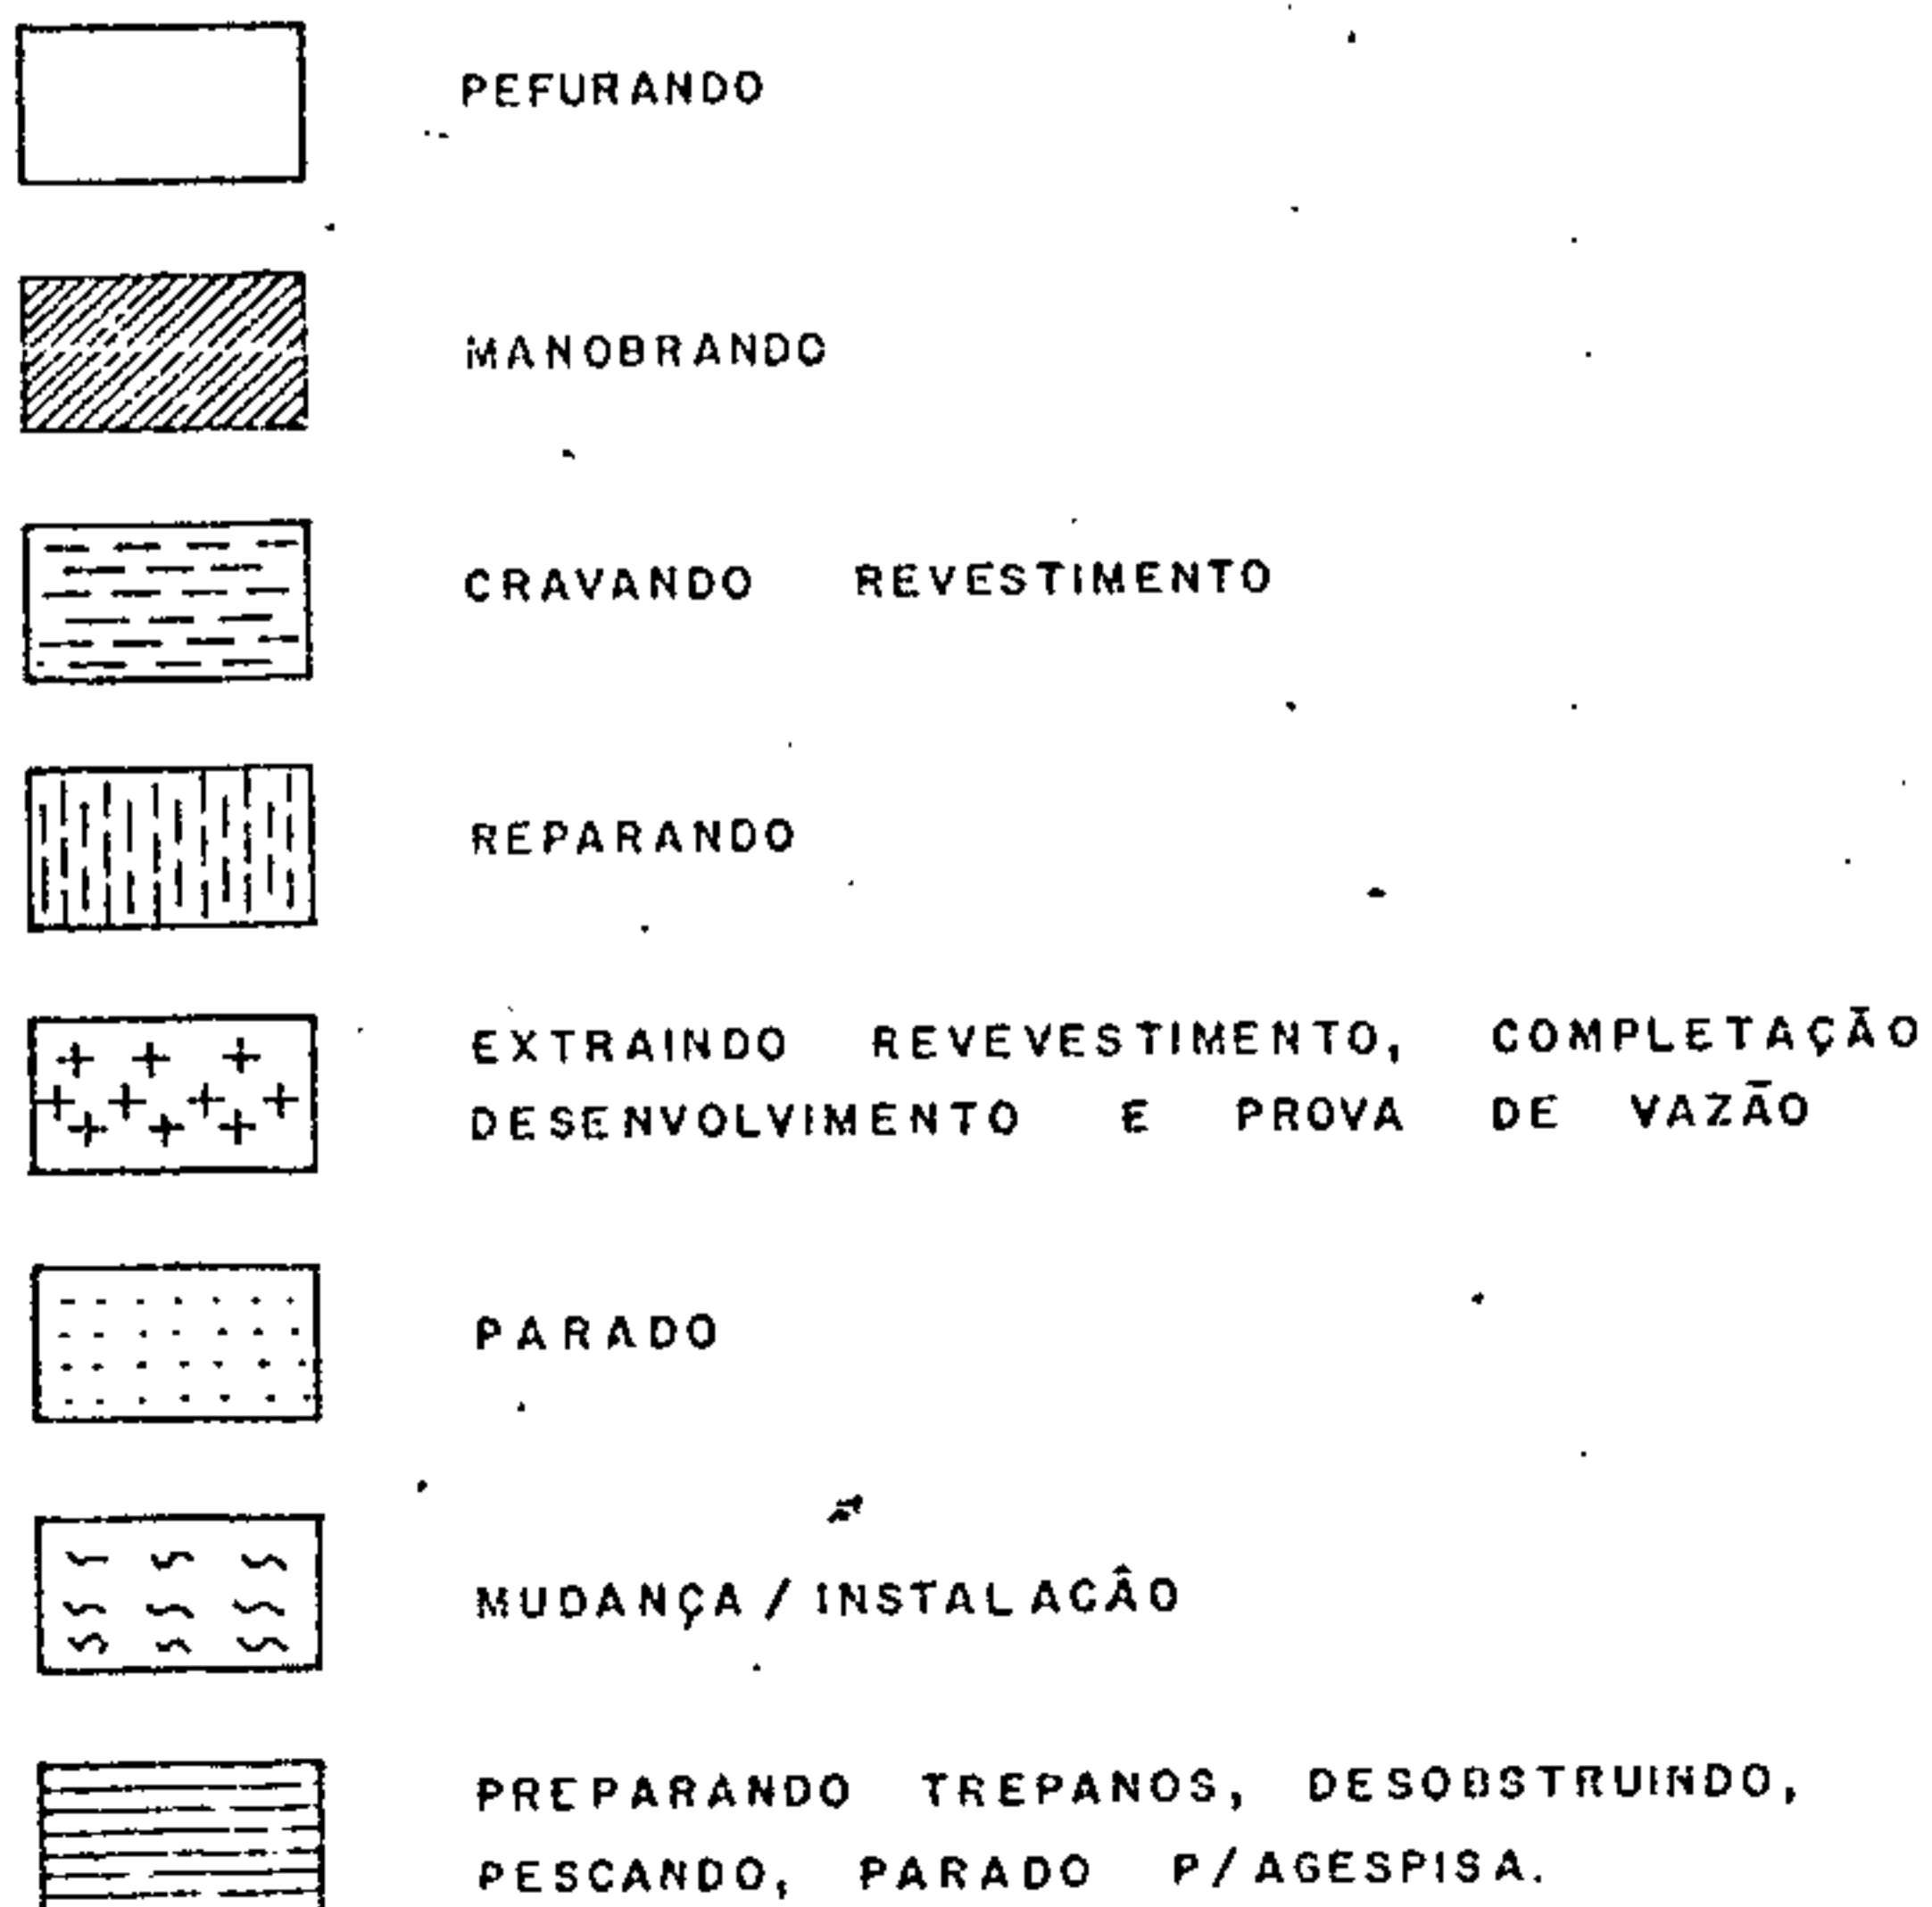 PEFURANDO
MANOBRANDO
CRAVANDO REVESTIMENTO
REPARANDO
EXTRAINDO REVEVESTIMENTO, COMPLETAÇÃO
DESENVOLVIMENTO E PROVA DE VAZÃO
PARADO
MUDANÇA / INSTALACÂO
PREPARANDO TREPANOS, DESOBSTRUINDO,
PESCANDO, PARADO P/AGESPISA.